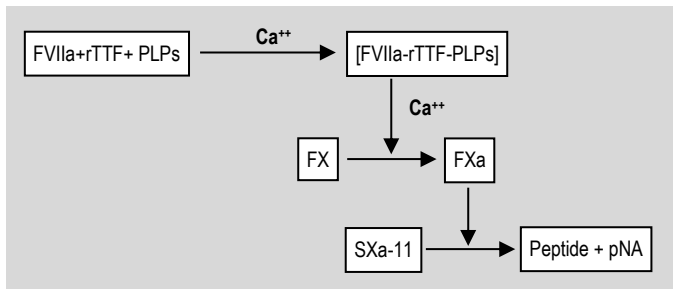 FVIIa+rTTF+ PLPs
Ca⁺⁺
[FVIIa-rTTF-PLPs]
Ca⁺⁺
FX
FXa
SXa-11
Peptide + pNA